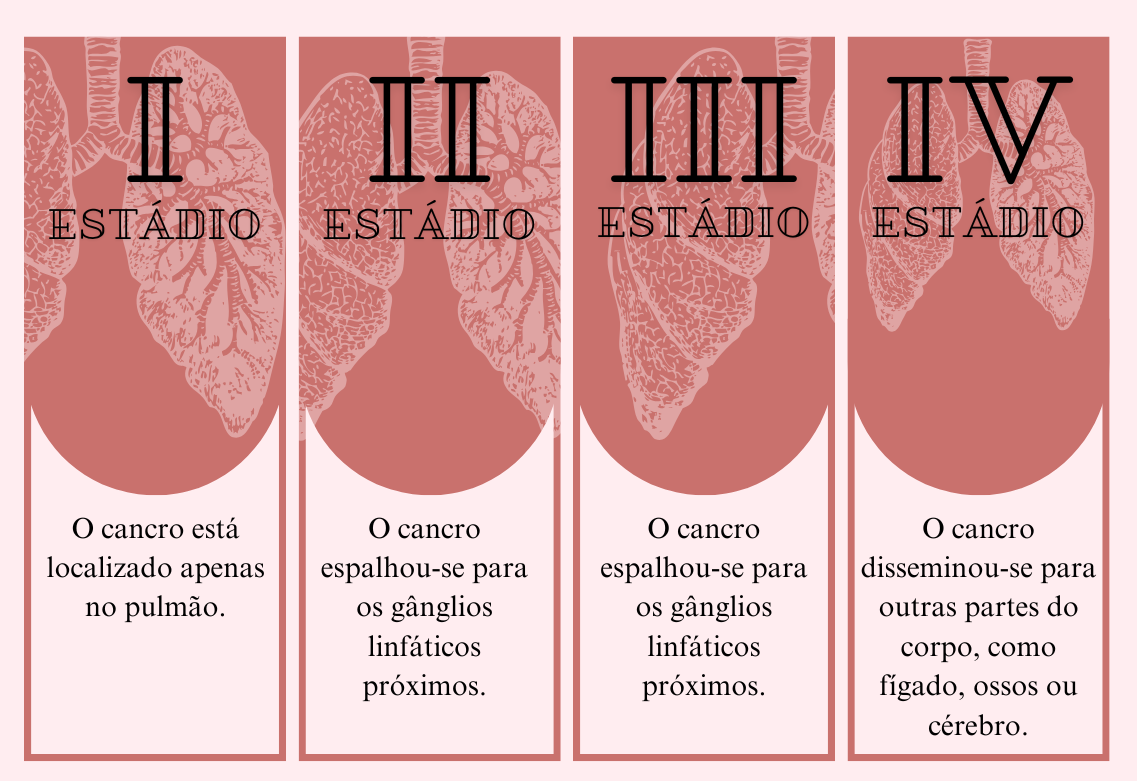 I
ESTÁDIO
O cancro está
localizado apenas
no pulmão.
II
ESTÁDIO
O cancro
espalhou-se para
os gânglios
linfáticos
próximos.
III
ESTÁDIO
O cancro
espalhou-se para
os gânglios
linfáticos
próximos.
IV
ESTÁDIO
O cancro
disseminou-se para
outras partes do
corpo, como
fígado, ossos ou
cérebro.